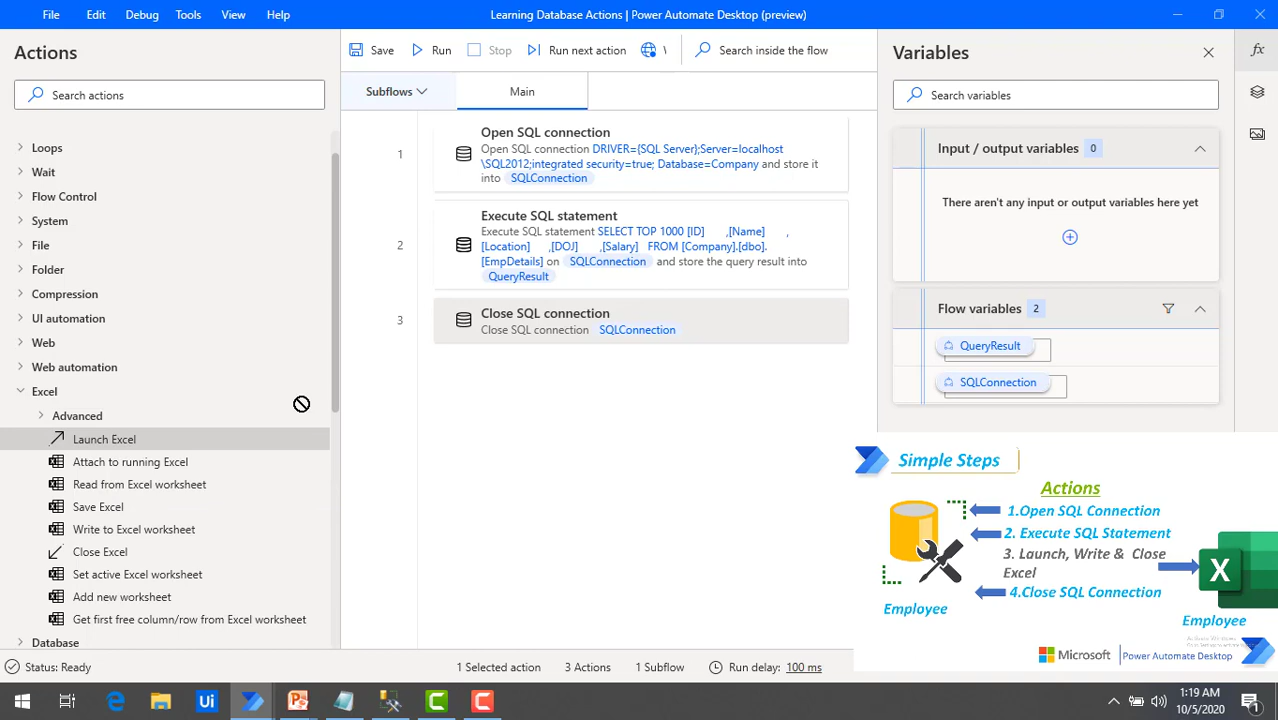 File Edit Debug Tools View Help
Learning Database Actions | Power Automate Desktop (preview)
Actions
Search actions
Loops
Wait
Flow Control
System
File
Folder
Compression
UI automation
Web
Web automation
Excel
Advanced
Launch Excel
Attach to running Excel
Read from Excel worksheet
Save Excel
Write to Excel worksheet
Close Excel
Set active Excel worksheet
Add new worksheet
Get first free column/row from Excel worksheet
Database
Save Run Stop Run next action Search inside the flow
Subflows Main
1
Open SQL connection
Open SQL connection DRIVER={SQL Server};Server=localhost
\SQL2012;integrated security=true; Database=Company and store it
into SQLConnection
2
Execute SQL statement
Execute SQL statement SELECT TOP 1000 [ID] ,[Name] ,
[Location] ,[DOJ] ,[Salary] FROM [Company].[dbo].
[EmpDetails] on SQLConnection and store the query result into
QueryResult
3
Close SQL connection
Close SQL connection SQLConnection
Variables
fx
Search variables
Input / output variables 0
There aren't any input or output variables here yet
Flow variables 2
QueryResult
SQLConnection
Simple Steps
Actions
1.Open SQL Connection
2. Execute SQL Statement
3. Launch, Write & Close
Excel
4.Close SQL Connection
Employee
X
Employee
Microsoft Power Automate Desktop
Status: Ready 1 Selected action 3 Actions 1 Subflow Run delay: 100 ms
Ui
1:19 AM
10/5/2020
1